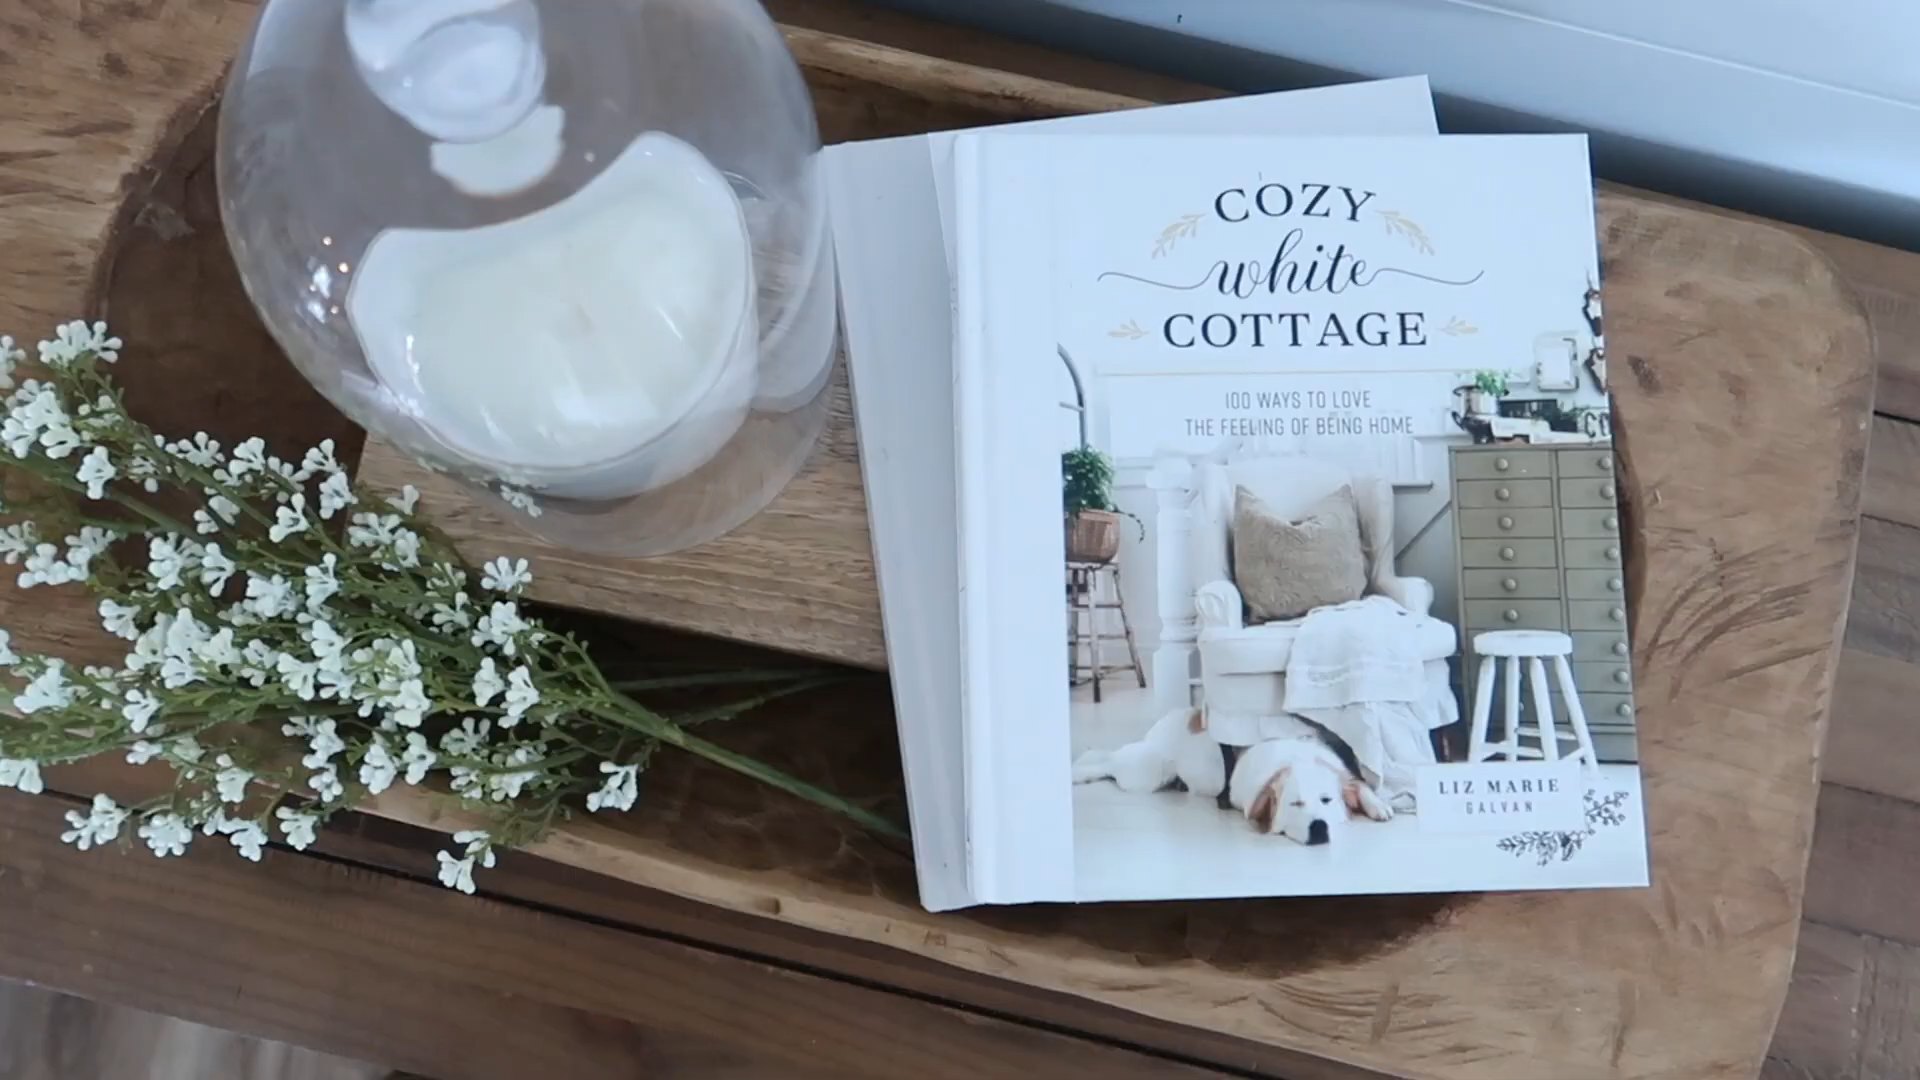 COZY
white
COTTAGE
100 WAYS TO LOVE
THE FEELING OF BEING HOME
LIZ MARIE
GALVAN